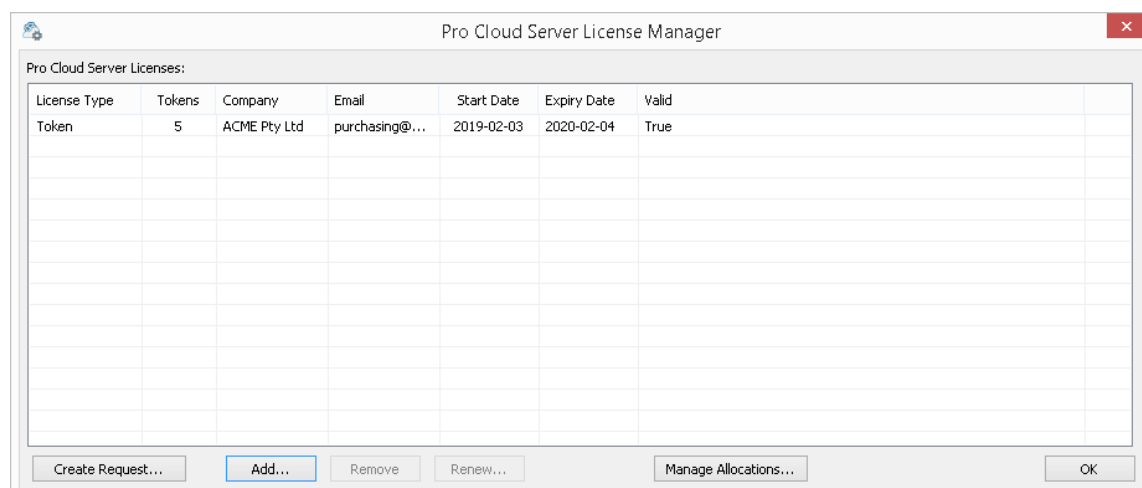 Pro Cloud Server License Manager
Pro Cloud Server Licenses:
License Type Tokens Company Email Start Date Expiry Date Valid
Token 5 ACME Pty Ltd purchasing@... 2019-02-03 2020-02-04 True
Create Request... Add... Remove Renew... Manage Allocations... OK